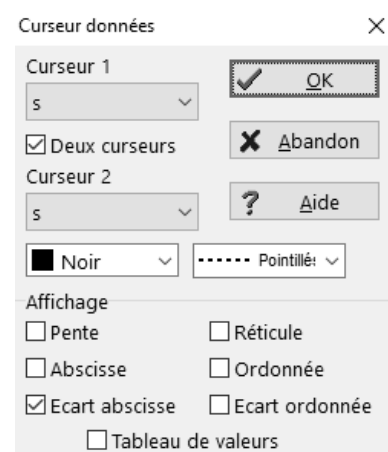 Curseur données
Curseur 1
OK
s
Deux curseurs
Abandon
Curseur 2
s
Aide
Noir
Pointillé:
Affichage
Pente
Réticule
Abscisse
Ordonnée
Ecart abscisse
Ecart ordonnée
Tableau de valeurs